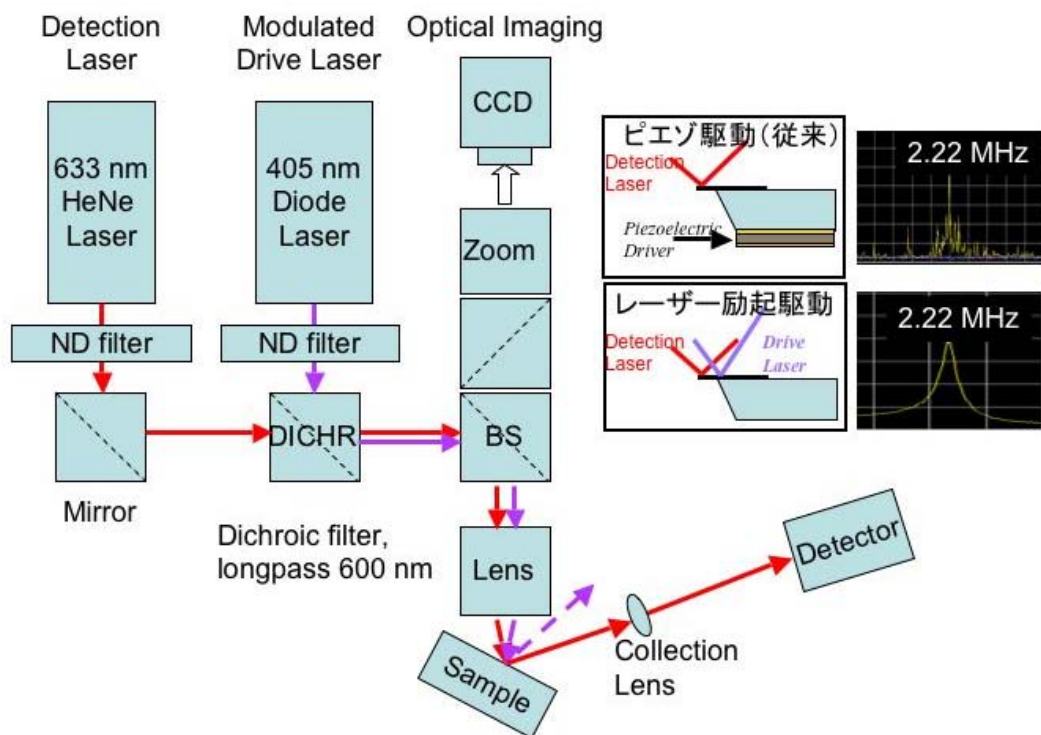 Detection
Laser
Modulated
Drive Laser
Optical Imaging
CCD
633 nm
HeNe
Laser
405 nm
Diode
Laser
Zoom
ND filter
ND filter
DICHR
BS
Mirror
Dichroic filter,
longpass 600 nm
Lens
Sample
Collection
Lens
Detector
ピエゾ駆動(従来)
Detection
Laser
Piezoelectric
Driver
2.22 MHz
レーザー励起駆動
Detection
Laser
Drive
Laser
2.22 MHz